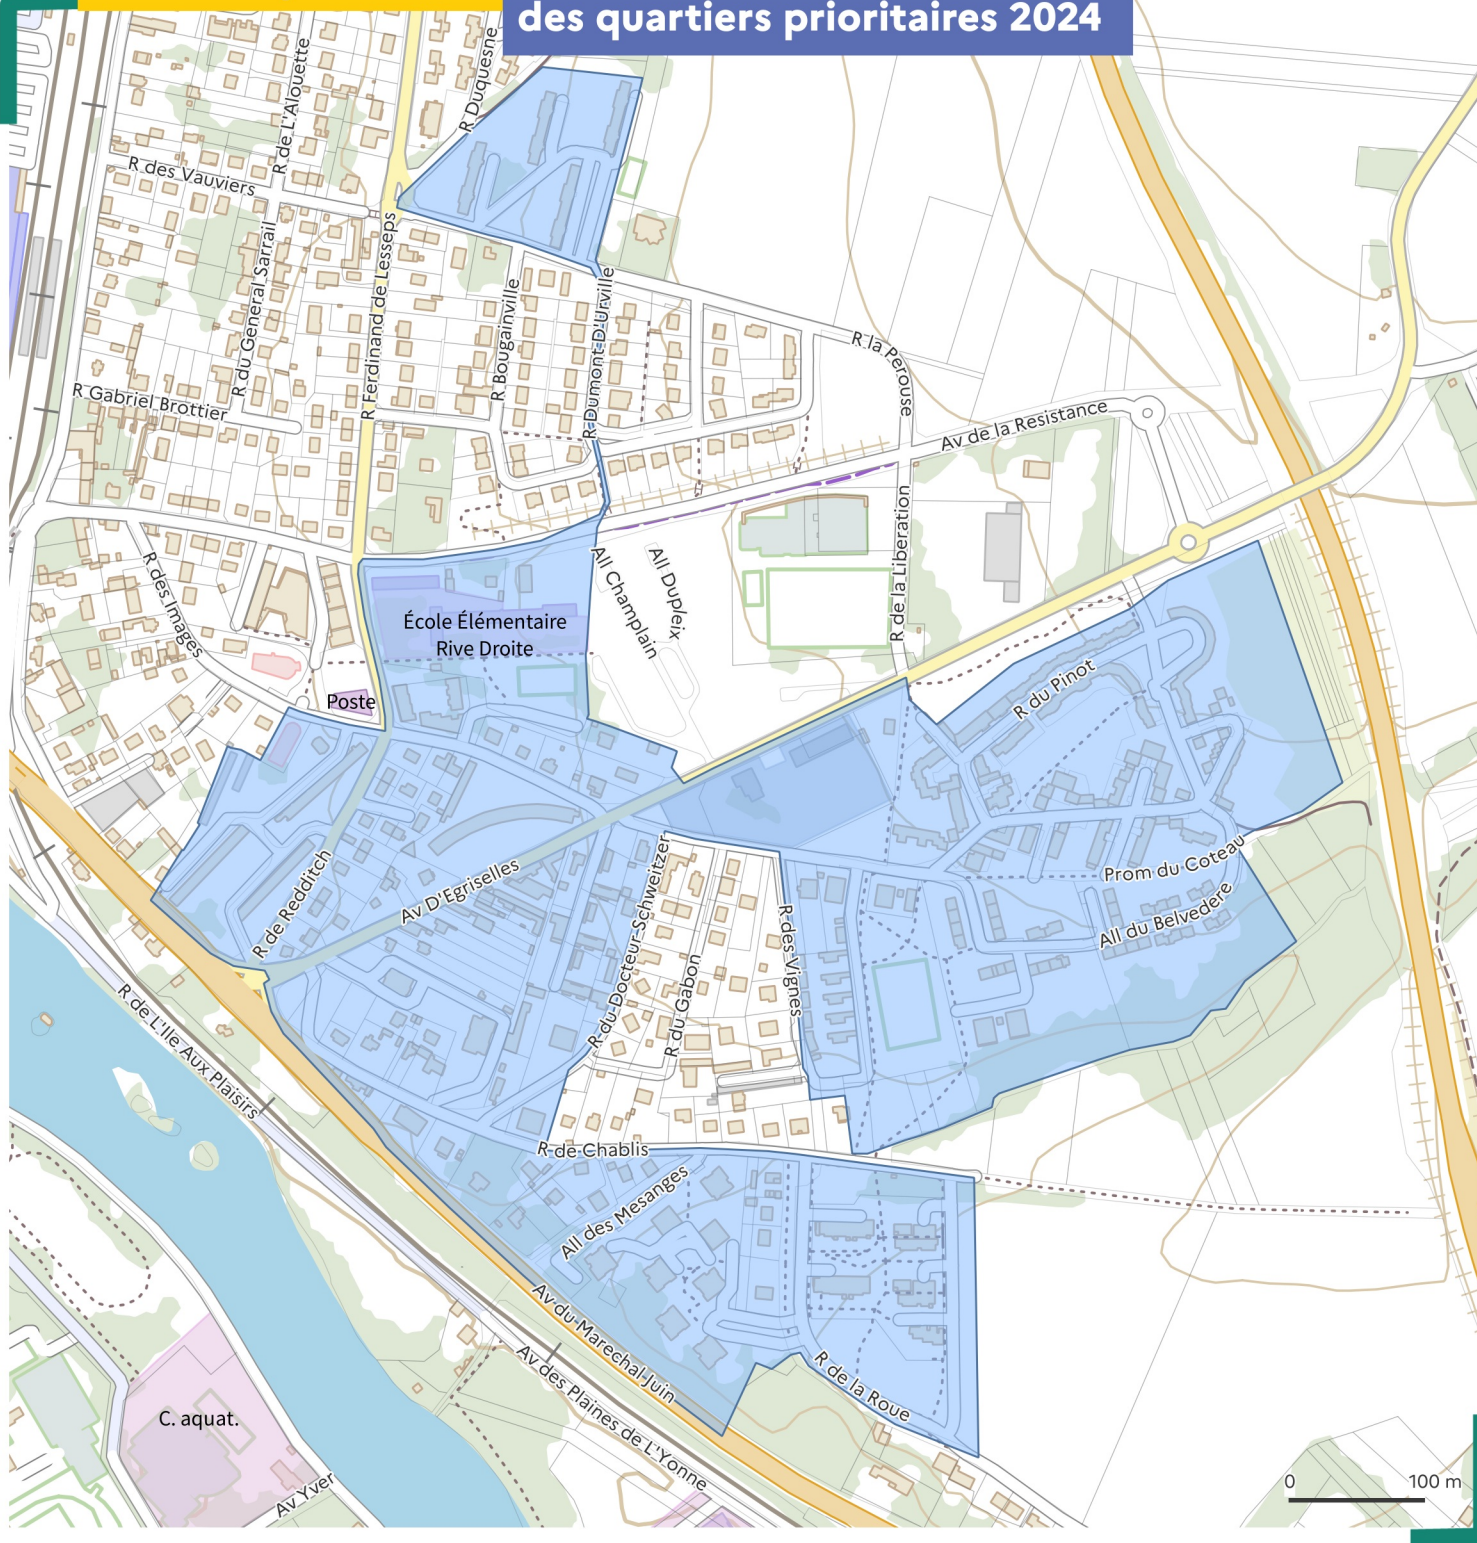 des quartiers prioritaires 2024
R Duquesne
R de L'Alouette
R des Vauviers
R du General Sarrail
R Ferdinand de Lesseps
R Bougainville
R Dumont D'Urville
R la Perouse
R Gabriel Brottier
Av de la Resistance
R de la Liberation
R des Images
All Champlain
All Dupleix
École Élémentaire
Rive Droite
Poste
R du Pinot
Av D'Egriselles
R de Redditch
R du Docteur Schweitzer
R du Gabon
R des Vignes
Prom du Coteau
All du Belvedere
R de L'Ile Aux Plaisirs
R de Chablis
All des Mesanges
Av du Marechal Juin
Av des Plaines de L'Yonne
R de la Roue
C. aquat.
Av Yver
0 100 m